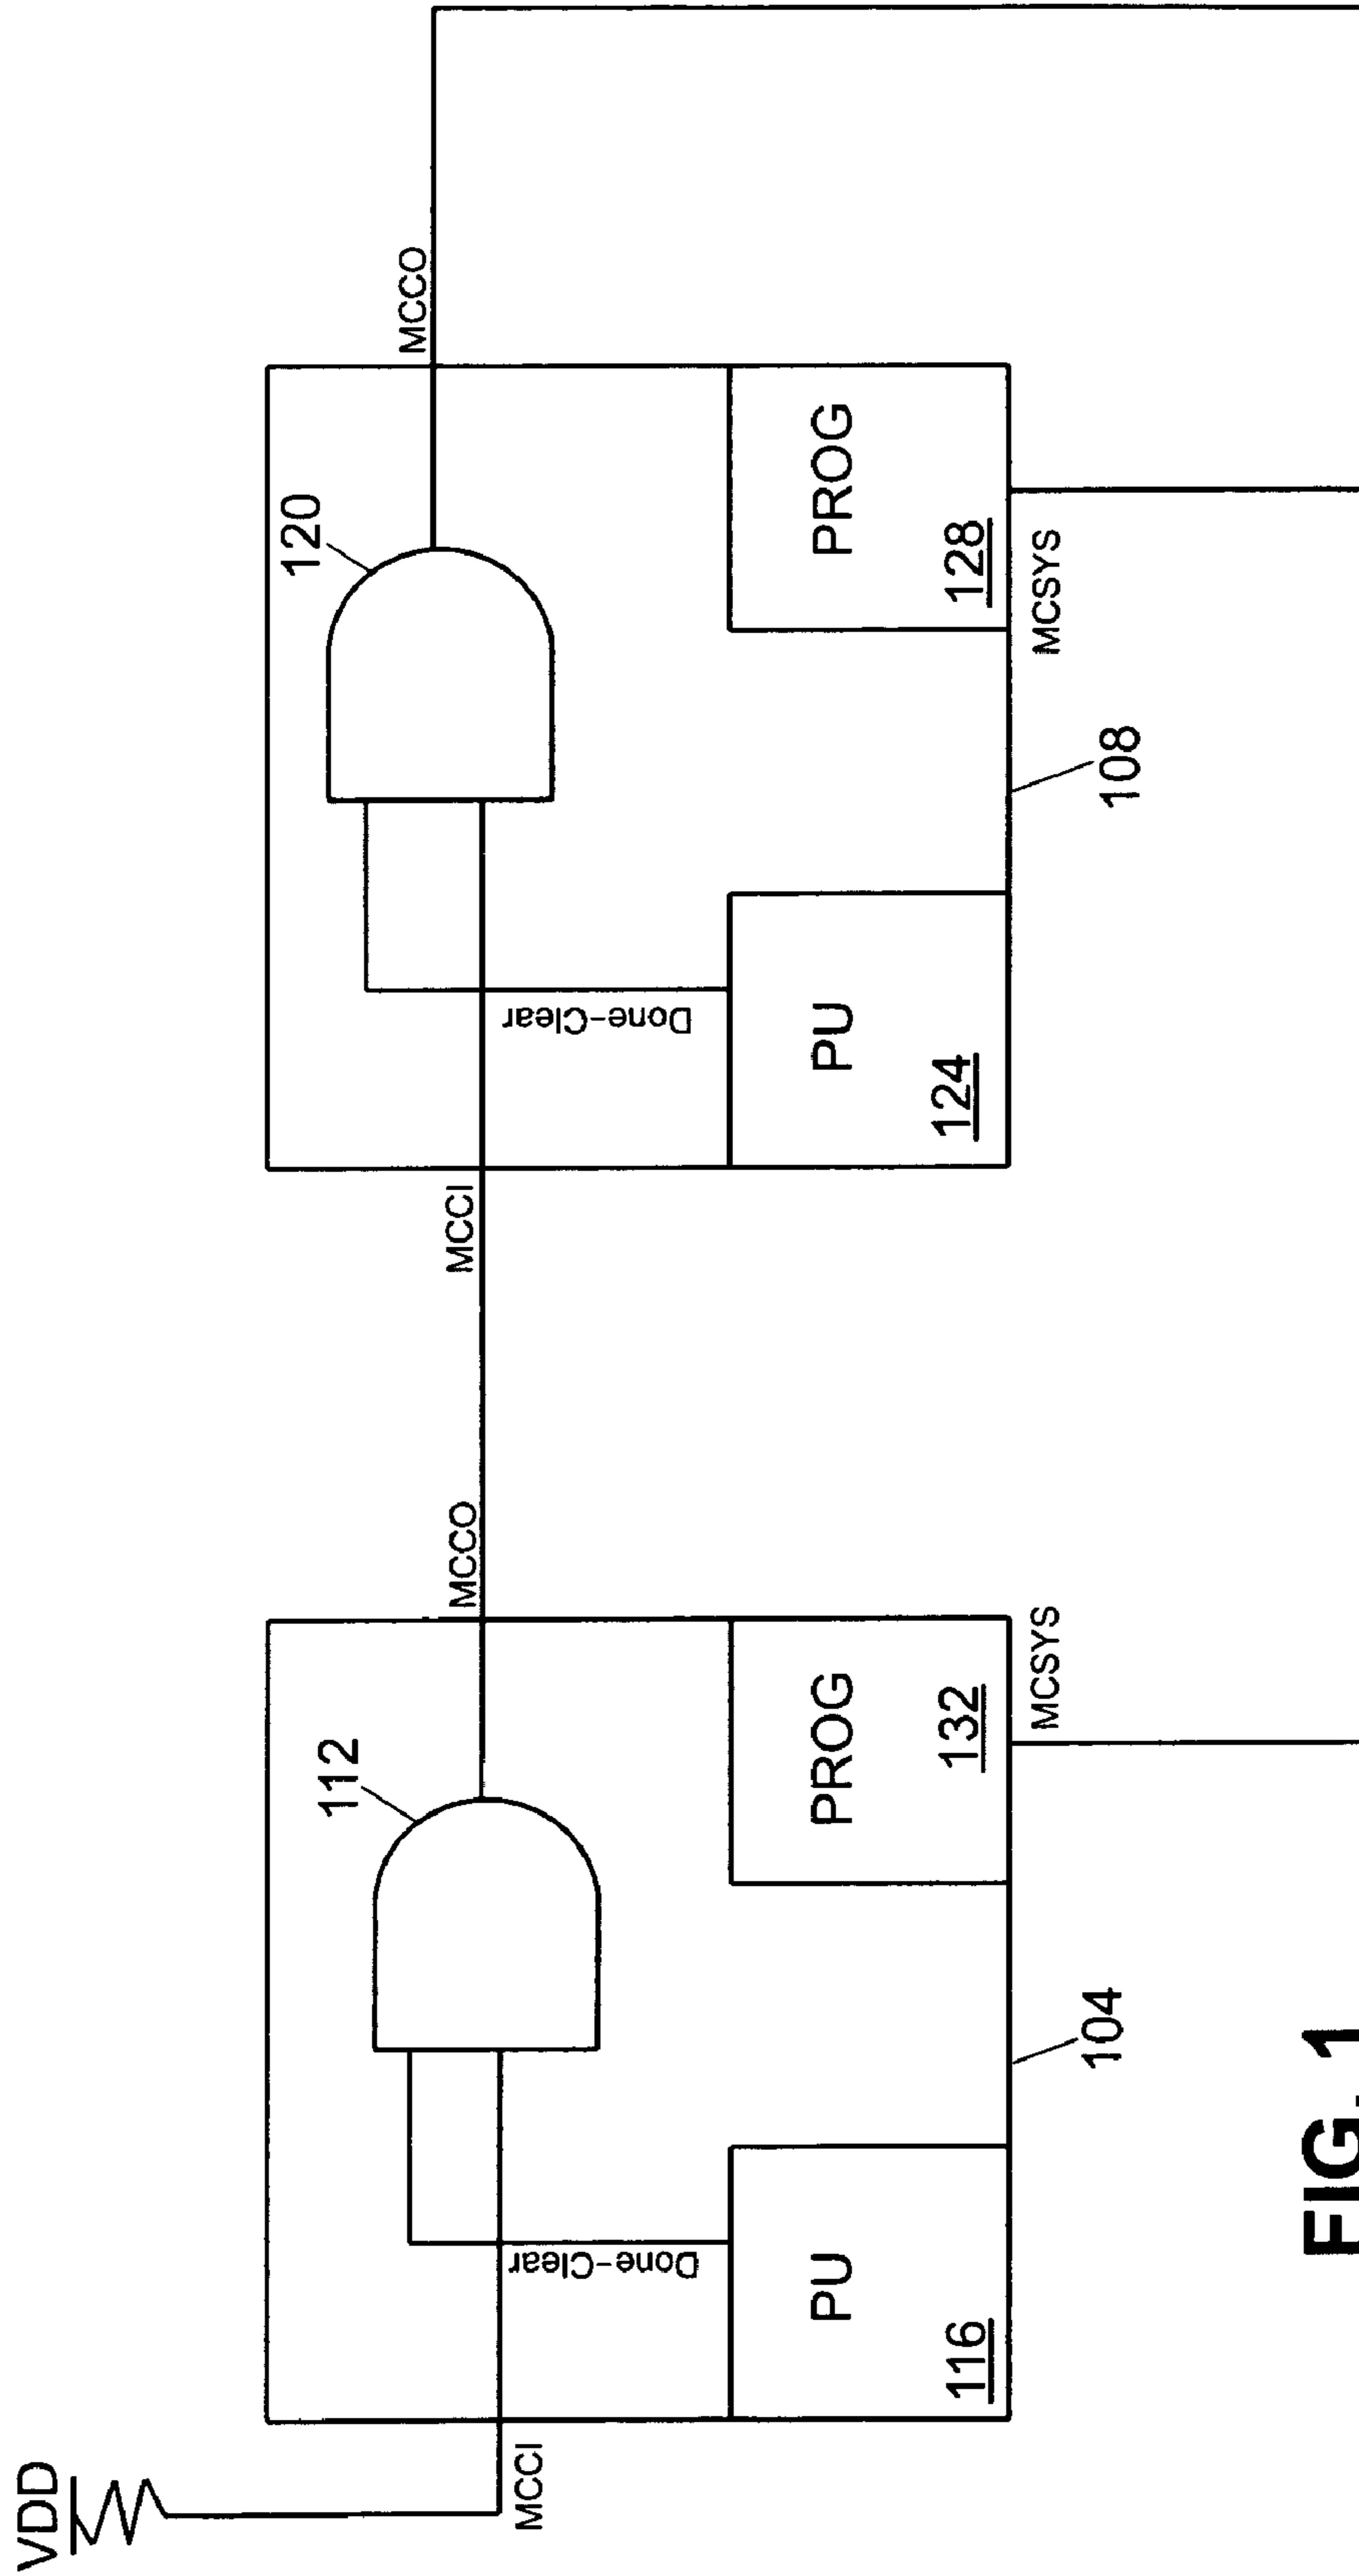 VDD
MCCI
112
MCCO
Done-Clear
PU
116
PROG
132
MCSYS
104
MCCI
120
MCCO
Done-Clear
PU
124
PROG
128
MCSYS
108
FIG. 1